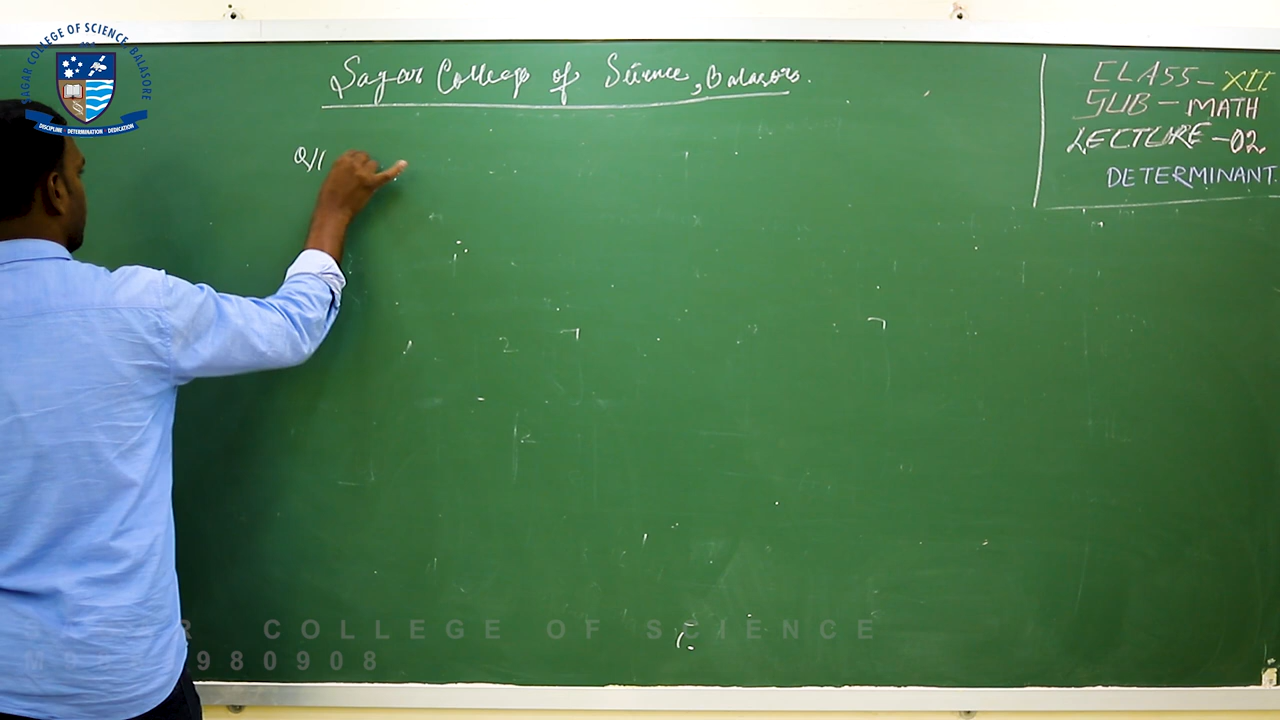 SAGAR COLLEGE OF SCIENCE, BALASORE
DISCIPLINE · DETERMINATION · DEDICATION
Sagar College of Science, Balasore.
CLASS - XII.
SUB - MATH
LECTURE - 02.
DETERMINANT.
Q/1
COLLEGE OF SCIENCE
980908